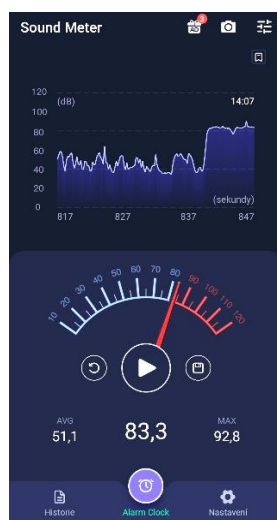 Sound Meter
3
AD
120
(dB)
14:07
100
80
60
40
20
0
(sekundy)
817 827 837 847
10 20 30 40 50 60 70 80 90 100 110 120
AVG
51,1
83,3
MAX
92,8
Historie
Alarm Clock
Nastavení